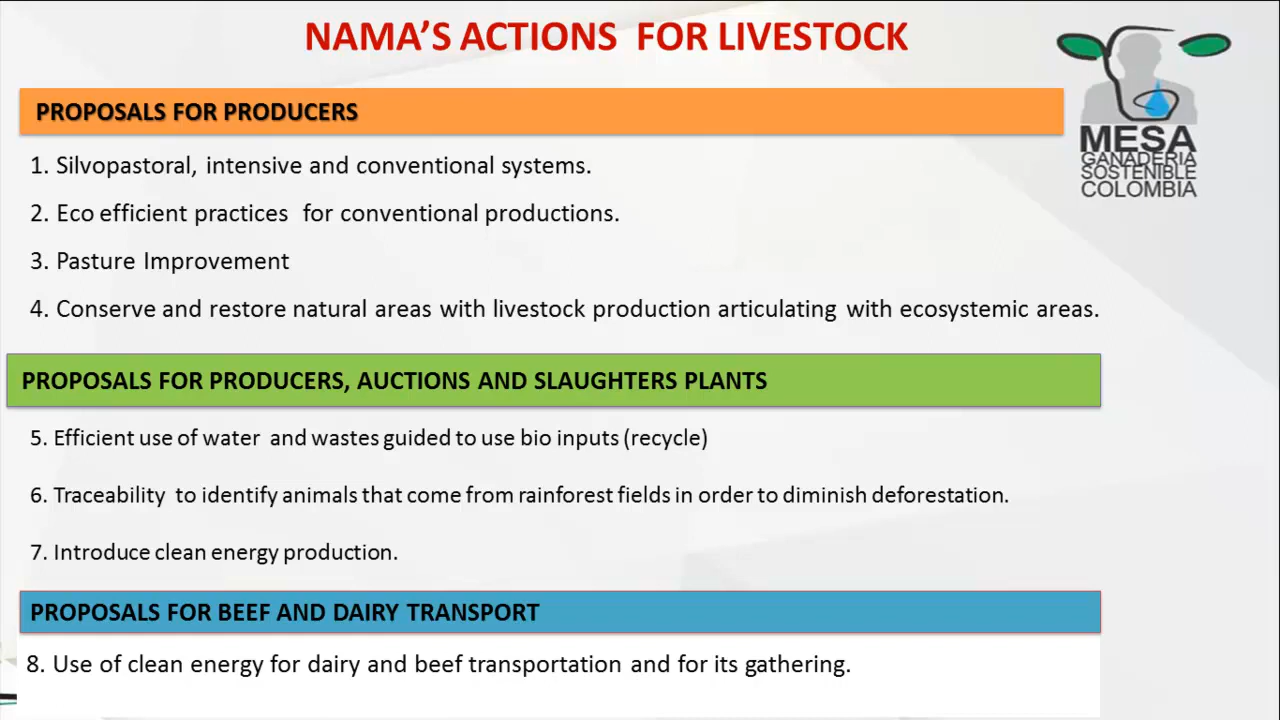 NAMA'S ACTIONS FOR LIVESTOCK
PROPOSALS FOR PRODUCERS
1. Silvopastoral, intensive and conventional systems.
2. Eco efficient practices for conventional productions.
3. Pasture Improvement
4. Conserve and restore natural areas with livestock production articulating with ecosystemic areas.
PROPOSALS FOR PRODUCERS, AUCTIONS AND SLAUGHTERS PLANTS
5. Efficient use of water and wastes guided to use bio inputs (recycle)
6. Traceability to identify animals that come from rainforest fields in order to diminish deforestation.
7. Introduce clean energy production.
PROPOSALS FOR BEEF AND DAIRY TRANSPORT
8. Use of clean energy for dairy and beef transportation and for its gathering.
MESA
GANADERIA
SOSTENIBLE
COLOMBIA